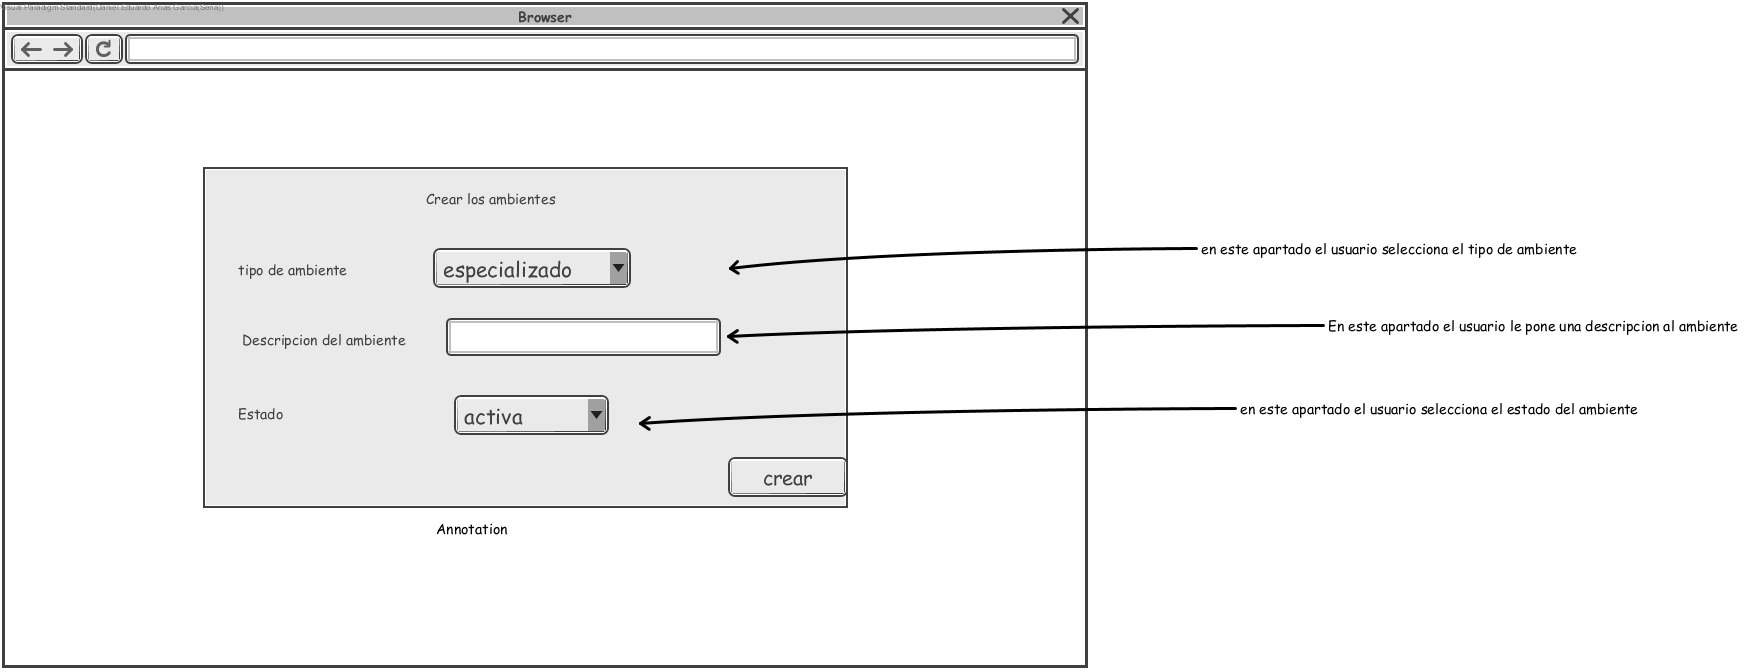 Visual Paradigm Standard(Daniel Eduardo Arias Garcia(Sena))
Browser
Crear los ambientes
tipo de ambiente
especializado
en este apartado el usuario selecciona el tipo de ambiente
Descripcion del ambiente
En este apartado el usuario le pone una descripcion al ambiente
Estado
activa
en este apartado el usuario selecciona el estado del ambiente
crear
Annotation